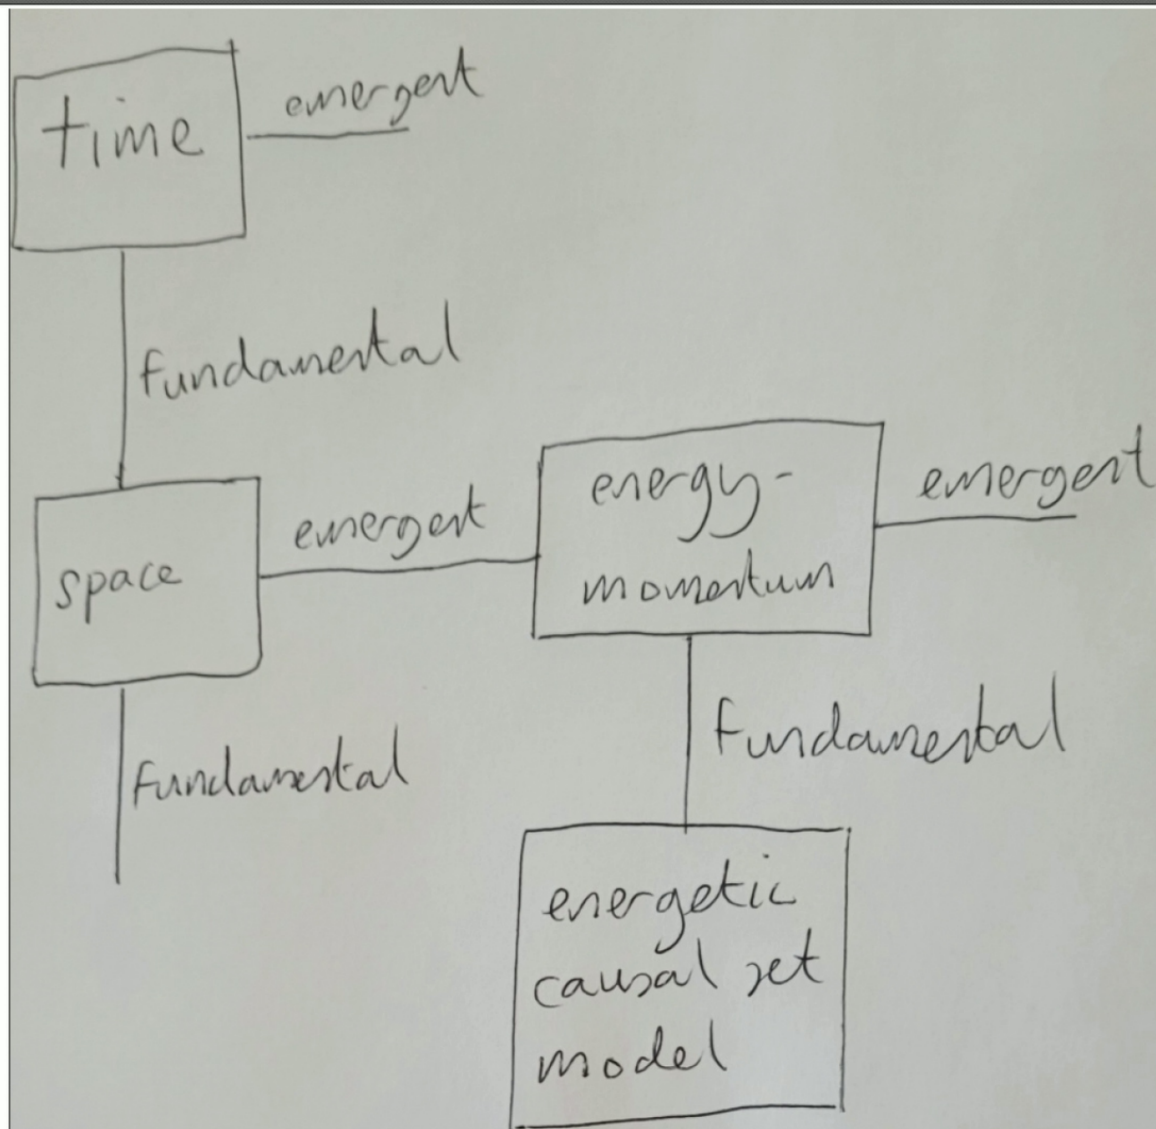 time
emergent
fundamental
space
emergent
energy-
momentum
emergent
fundamental
fundamental
energetic
causal set
model